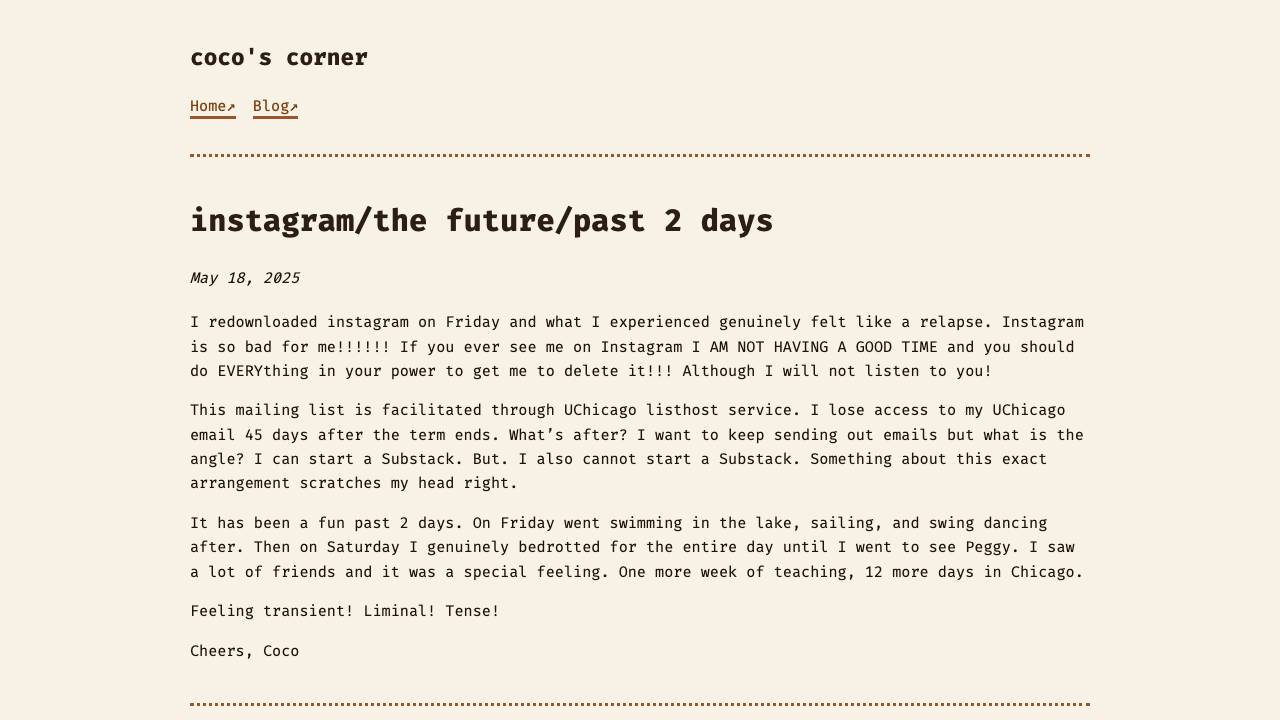 coco's corner
Home↗ Blog↗
instagram/the future/past 2 days
May 18, 2025
I redownloaded instagram on Friday and what I experienced genuinely felt like a relapse. Instagram
is so bad for me!!!!!! If you ever see me on Instagram I AM NOT HAVING A GOOD TIME and you should
do EVERYthing in your power to get me to delete it!!! Although I will not listen to you!
This mailing list is facilitated through UChicago listhost service. I lose access to my UChicago
email 45 days after the term ends. What’s after? I want to keep sending out emails but what is the
angle? I can start a Substack. But. I also cannot start a Substack. Something about this exact
arrangement scratches my head right.
It has been a fun past 2 days. On Friday went swimming in the lake, sailing, and swing dancing
after. Then on Saturday I genuinely bedrotted for the entire day until I went to see Peggy. I saw
a lot of friends and it was a special feeling. One more week of teaching, 12 more days in Chicago.
Feeling transient! Liminal! Tense!
Cheers, Coco